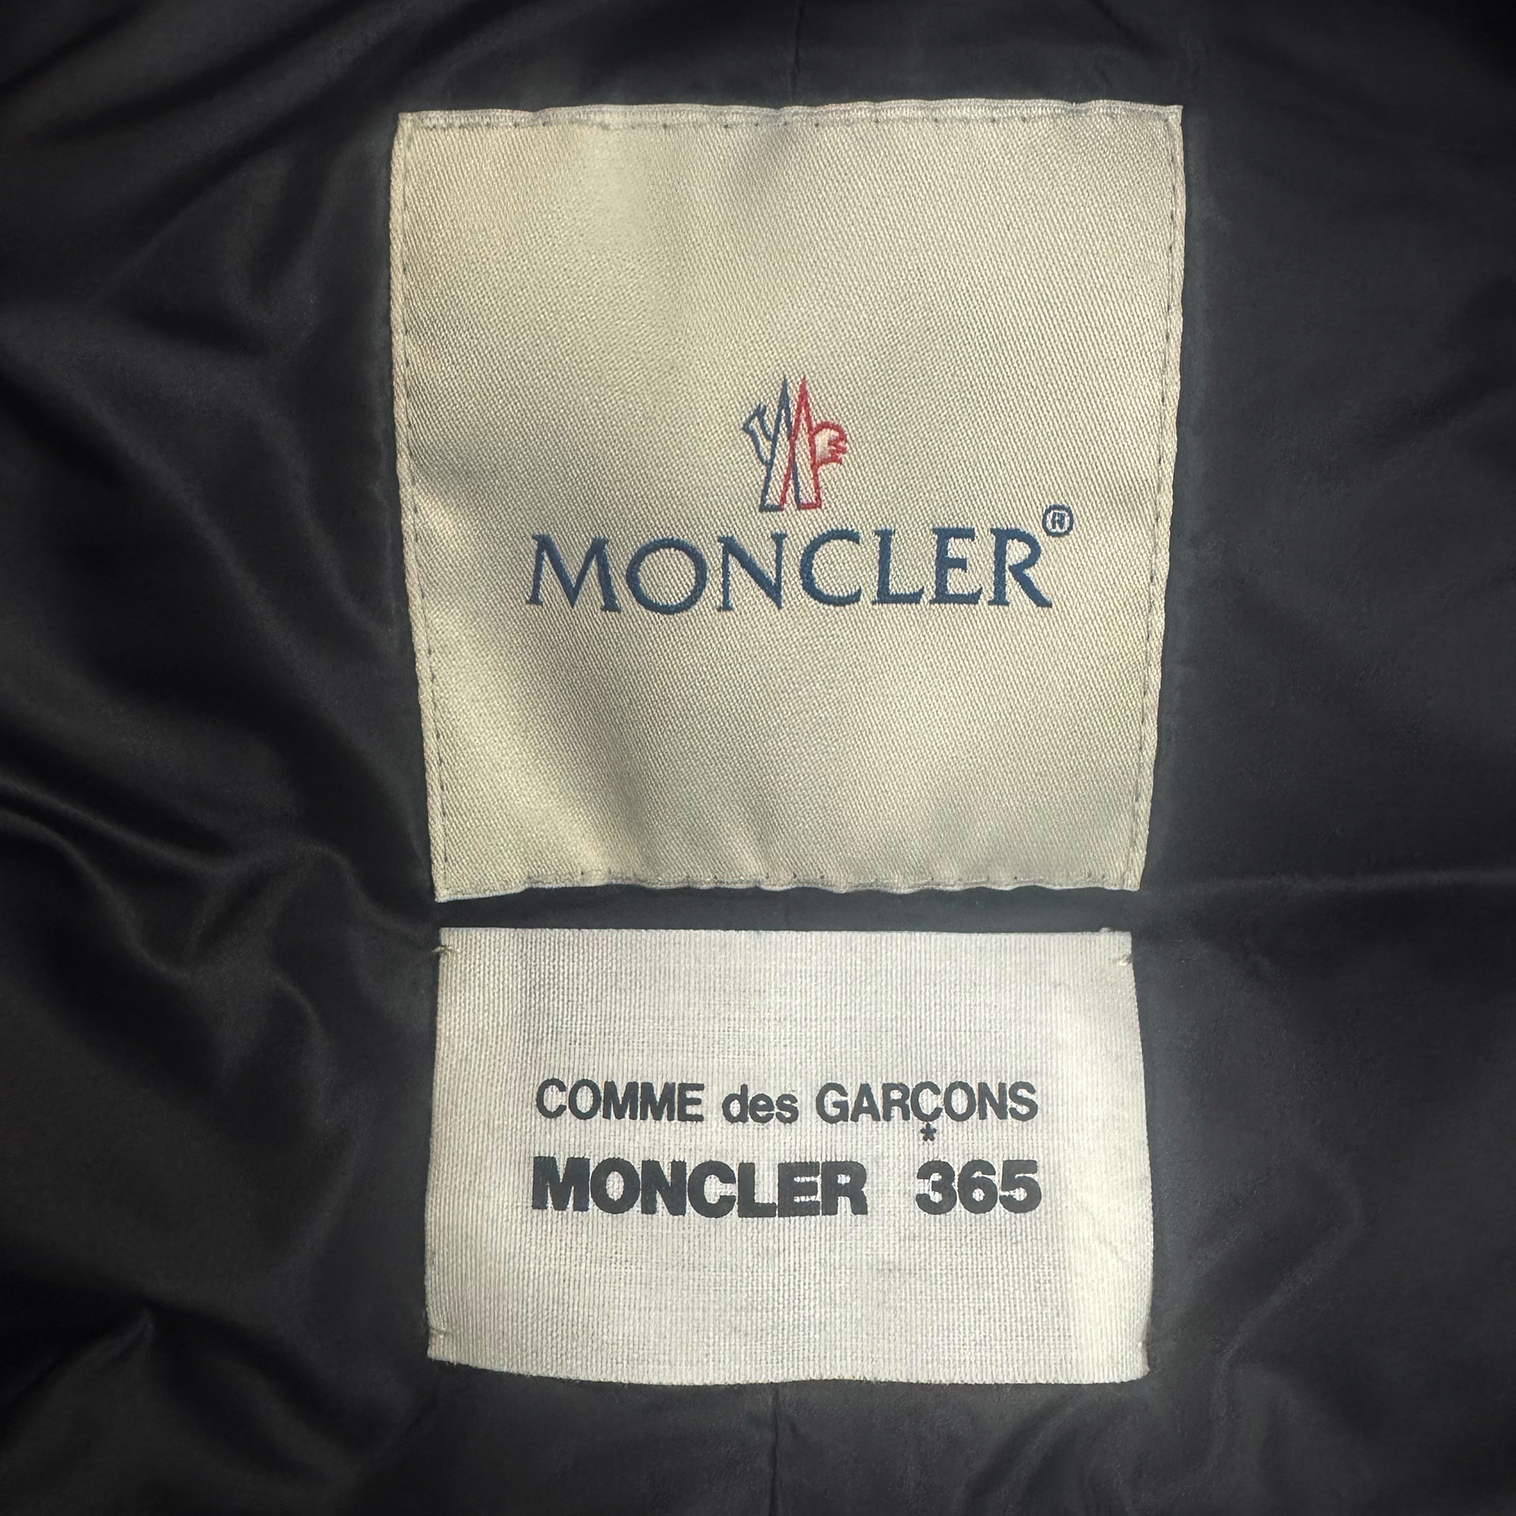 MONCLER®
COMME des GARÇONS
*
MONCLER 365